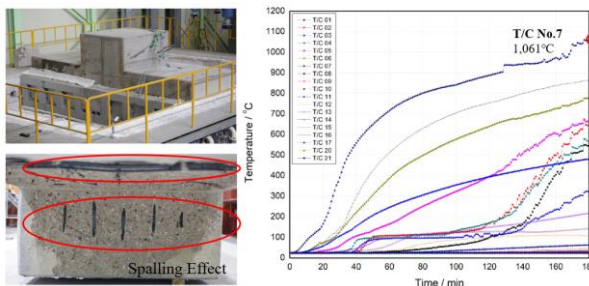 Spalling Effect
T/C No.7
1,061°C
T/C 01
T/C 02
T/C 03
T/C 04
T/C 05
T/C 06
T/C 07
T/C 08
T/C 09
T/C 10
T/C 11
T/C 12
T/C 13
T/C 14
T/C 15
T/C 16
T/C 17
T/C 20
T/C 21
Temperature / °C
1200
1100
1000
900
800
700
600
500
400
300
200
100
0
0 20 40 60 80 100 120 140 160 180
Time / min